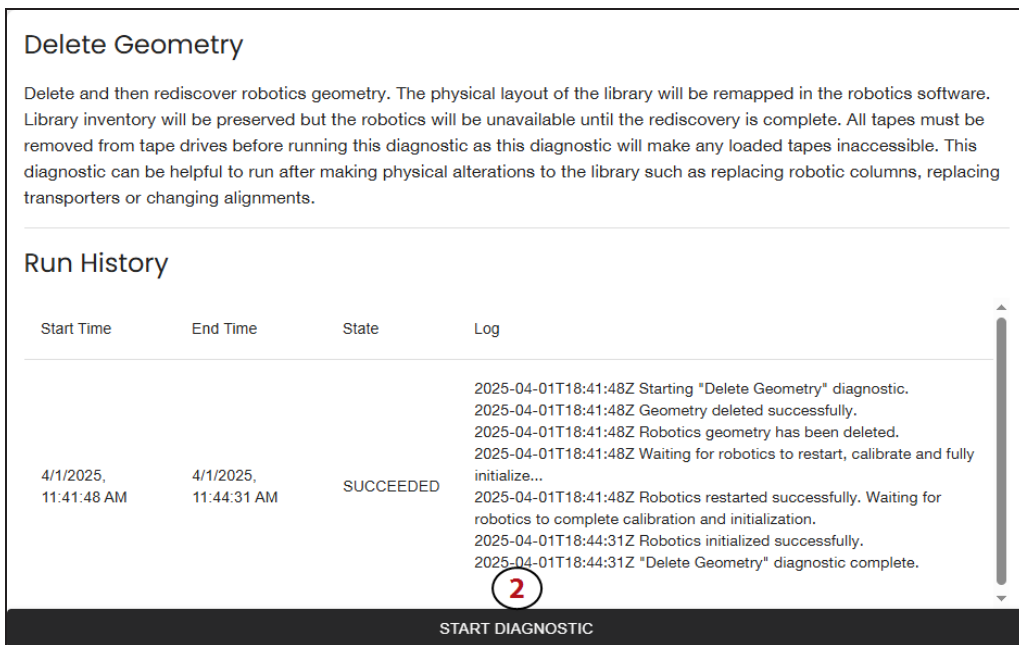 Delete Geometry
Delete and then rediscover robotics geometry. The physical layout of the library will be remapped in the robotics software.
Library inventory will be preserved but the robotics will be unavailable until the rediscovery is complete. All tapes must be
removed from tape drives before running this diagnostic as this diagnostic will make any loaded tapes inaccessible. This
diagnostic can be helpful to run after making physical alterations to the library such as replacing robotic columns, replacing
transporters or changing alignments.
Run History
Start Time End Time State Log
2025-04-01T18:41:48Z Starting "Delete Geometry" diagnostic.
2025-04-01T18:41:48Z Geometry deleted successfully.
2025-04-01T18:41:48Z Robotics geometry has been deleted.
2025-04-01T18:41:48Z Waiting for robotics to restart, calibrate and fully
4/1/2025, 4/1/2025, initialize...
11:41:48 AM 11:44:31 AM SUCCEEDED 2025-04-01T18:41:48Z Robotics restarted successfully. Waiting for
robotics to complete calibration and initialization.
2025-04-01T18:44:31Z Robotics initialized successfully.
2025-04-01T18:44:31Z "Delete Geometry" diagnostic complete.
2
START DIAGNOSTIC